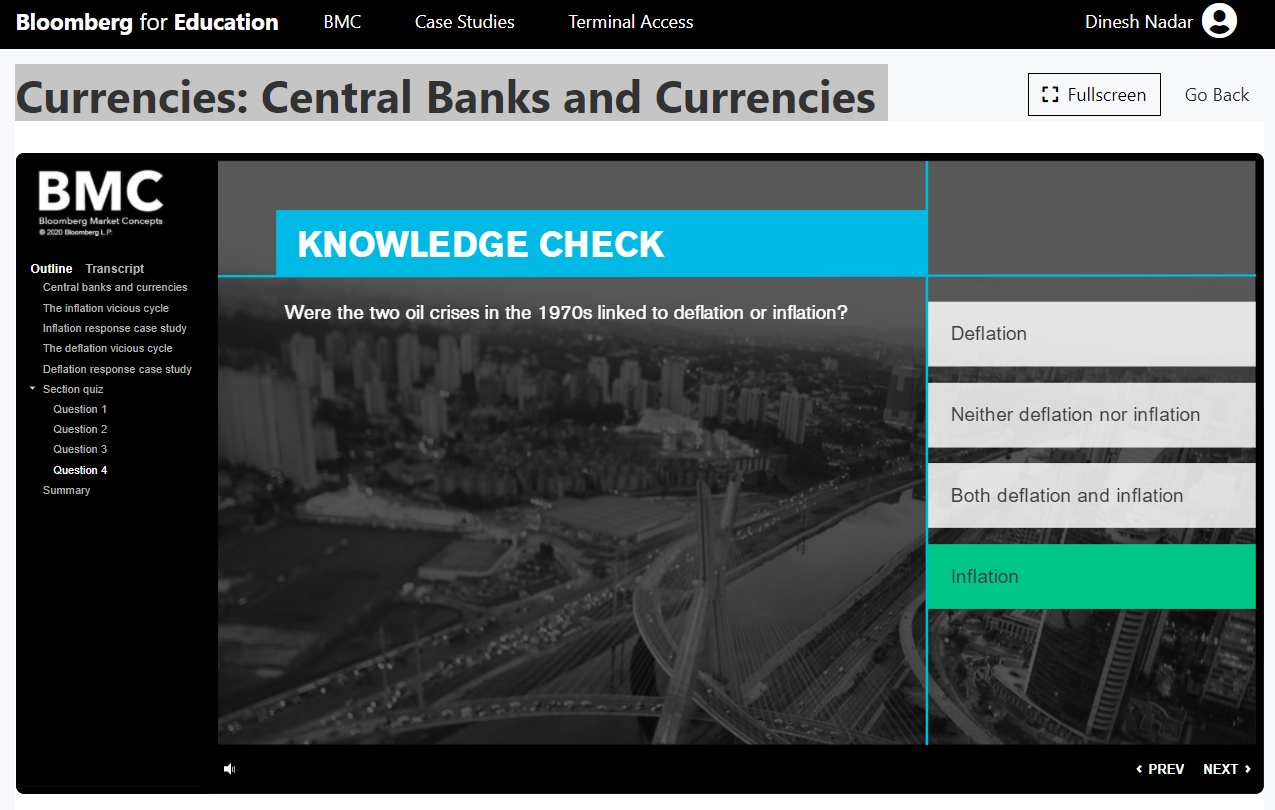 Bloomberg for Education
BMC
Case Studies
Terminal Access
Dinesh Nadar
Currencies: Central Banks and Currencies
Fullscreen
Go Back
BMC
Bloomberg Market Concepts
© 2020 Bloomberg L.P.
Outline
Transcript
Central banks and currencies
The inflation vicious cycle
Inflation response case study
The deflation vicious cycle
Deflation response case study
Section quiz
Question 1
Question 2
Question 3
Question 4
Summary
KNOWLEDGE CHECK
Were the two oil crises in the 1970s linked to deflation or inflation?
Deflation
Neither deflation nor inflation
Both deflation and inflation
Inflation
‹ PREV
NEXT ›